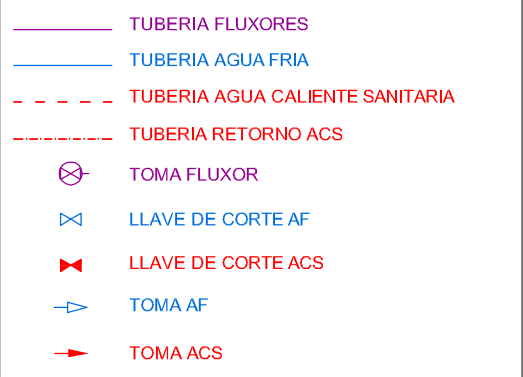 TUBERIA FLUXORES
TUBERIA AGUA FRIA
TUBERIA AGUA CALIENTE SANITARIA
TUBERIA RETORNO ACS
TOMA FLUXOR
LLAVE DE CORTE AF
LLAVE DE CORTE ACS
TOMA AF
TOMA ACS